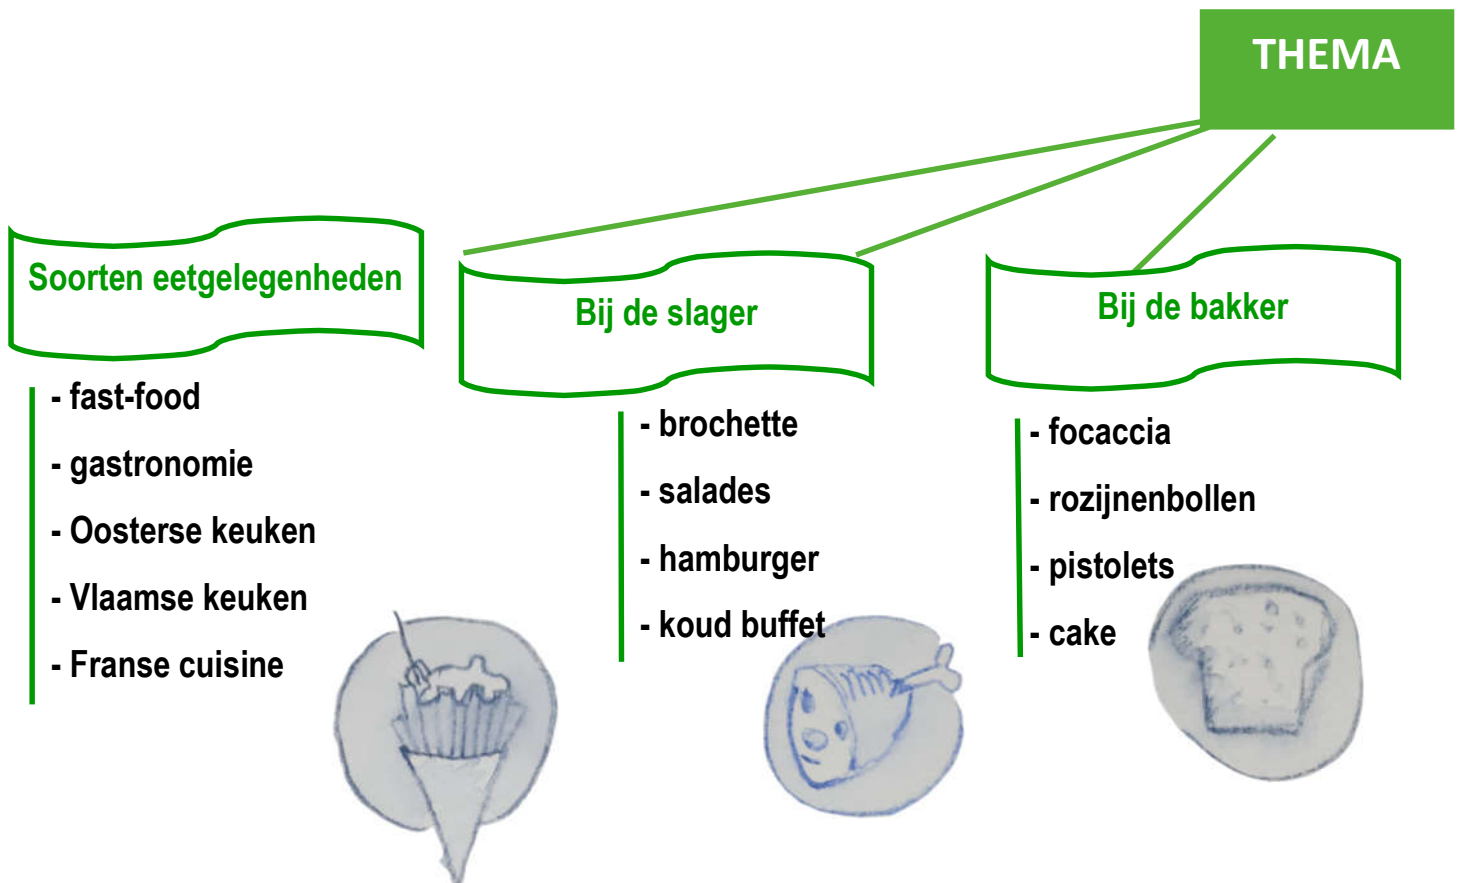 THEMA
Soorten eetgelegenheden
- fast-food
- gastronomie
- Oosterse keuken
- Vlaamse keuken
- Franse cuisine
Bij de slager
- brochette
- salades
- hamburger
- koud buffet
Bij de bakker
- focaccia
- rozijnenbollen
- pistolets
- cake